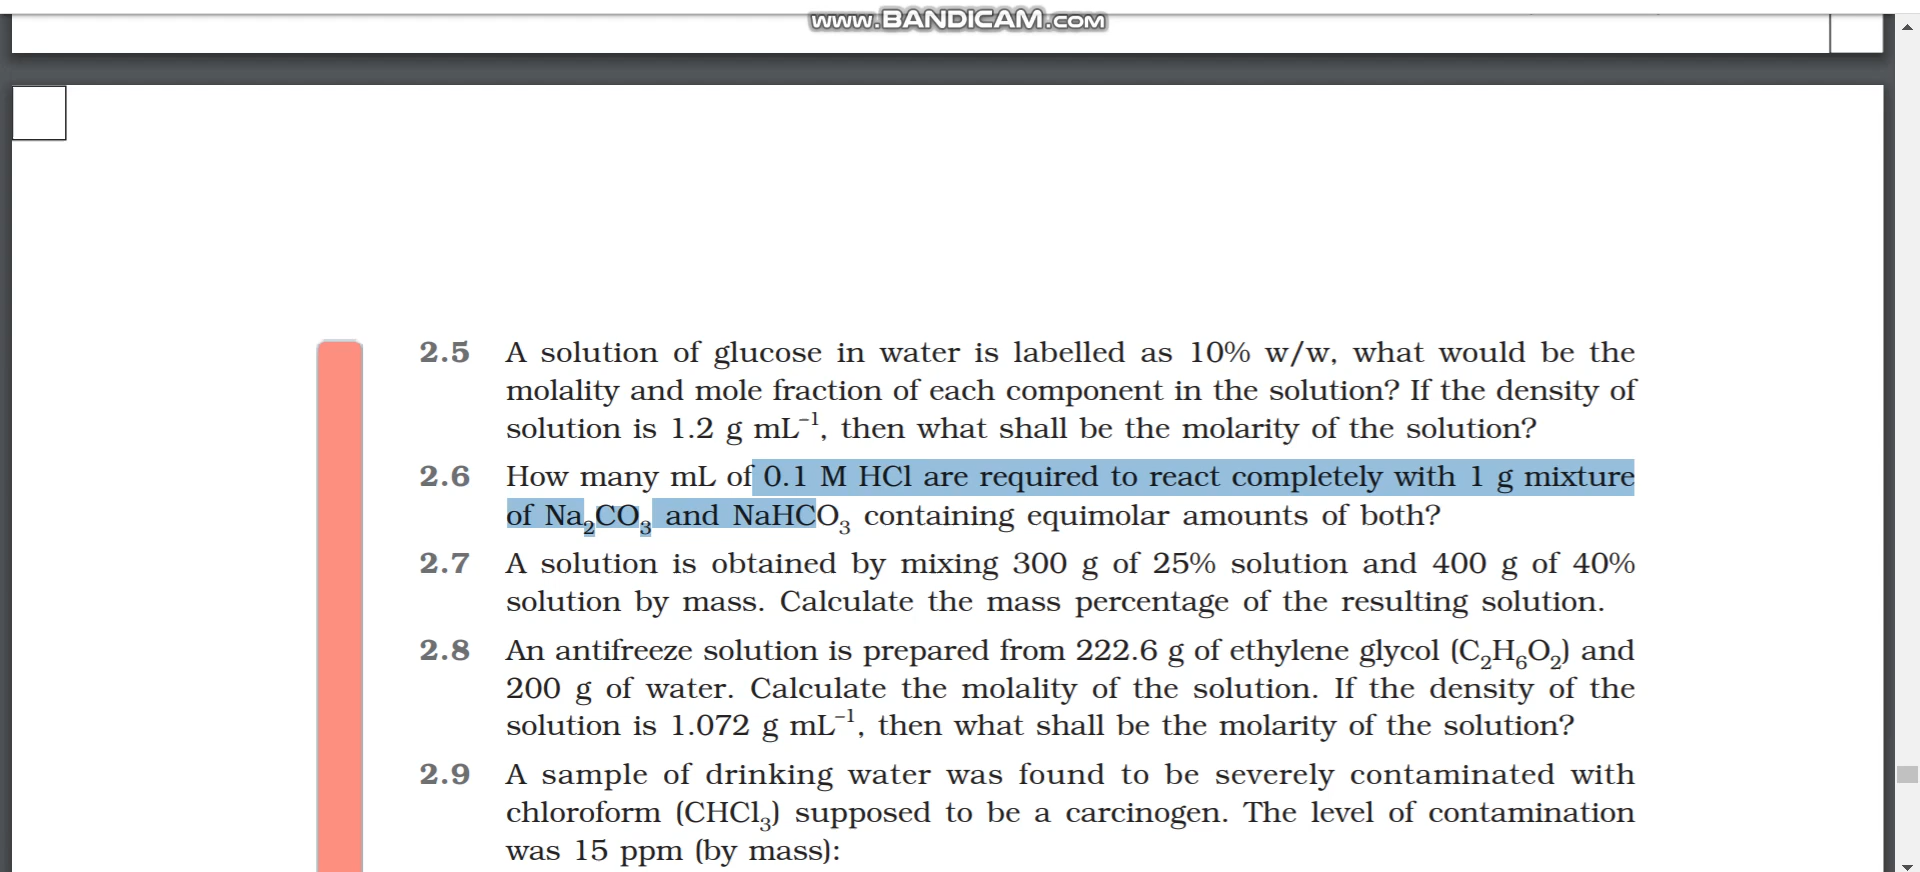 www.BANDICAM.com
2.5 A solution of glucose in water is labelled as 10% w/w, what would be the
molality and mole fraction of each component in the solution? If the density of
solution is 1.2 g mL⁻¹, then what shall be the molarity of the solution?
2.6 How many mL of 0.1 M HCl are required to react completely with 1 g mixture
of Na₂CO₃ and NaHCO₃ containing equimolar amounts of both?
2.7 A solution is obtained by mixing 300 g of 25% solution and 400 g of 40%
solution by mass. Calculate the mass percentage of the resulting solution.
2.8 An antifreeze solution is prepared from 222.6 g of ethylene glycol (C₂H₆O₂) and
200 g of water. Calculate the molality of the solution. If the density of the
solution is 1.072 g mL⁻¹, then what shall be the molarity of the solution?
2.9 A sample of drinking water was found to be severely contaminated with
chloroform (CHCl₃) supposed to be a carcinogen. The level of contamination
was 15 ppm (by mass):